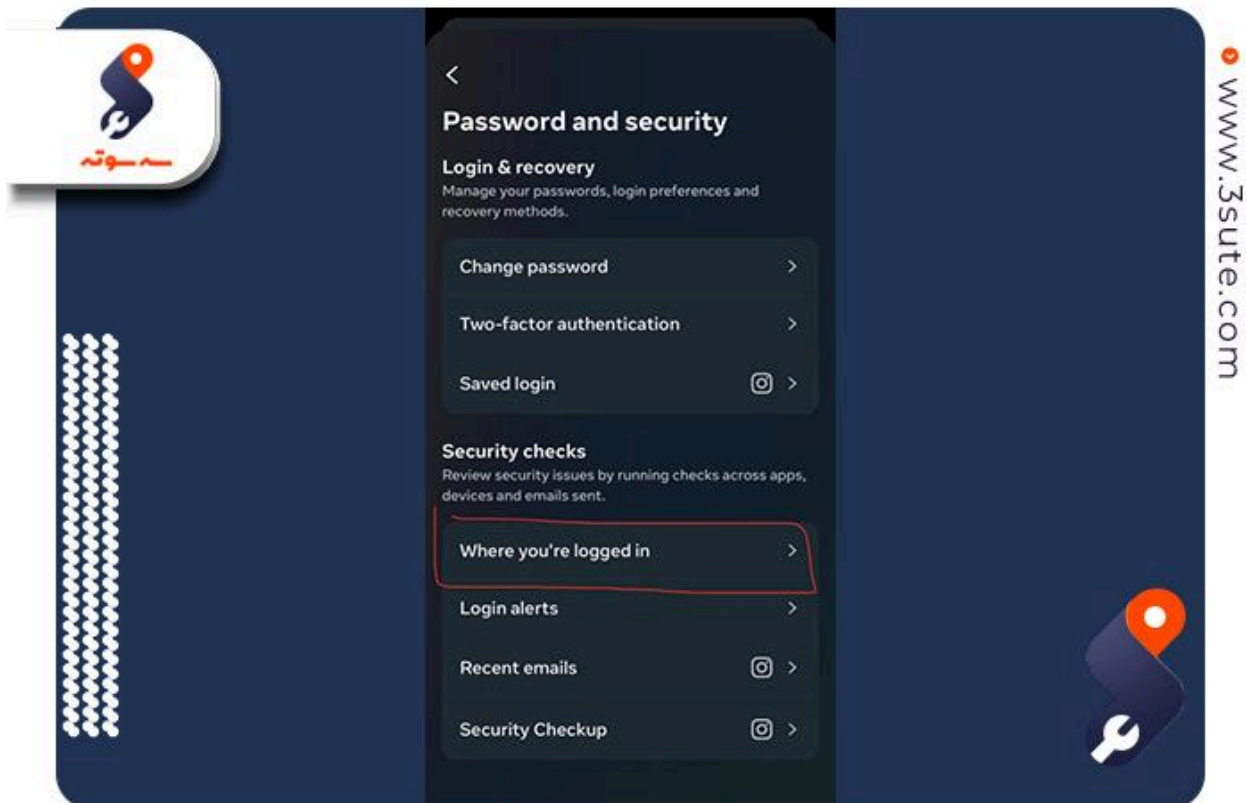 سه سوته
www.3sute.com
Password and security
Login & recovery
Manage your passwords, login preferences and
recovery methods.
Change password
Two-factor authentication
Saved login
Security checks
Review security issues by running checks across apps,
devices and emails sent.
Where you're logged in
Login alerts
Recent emails
Security Checkup